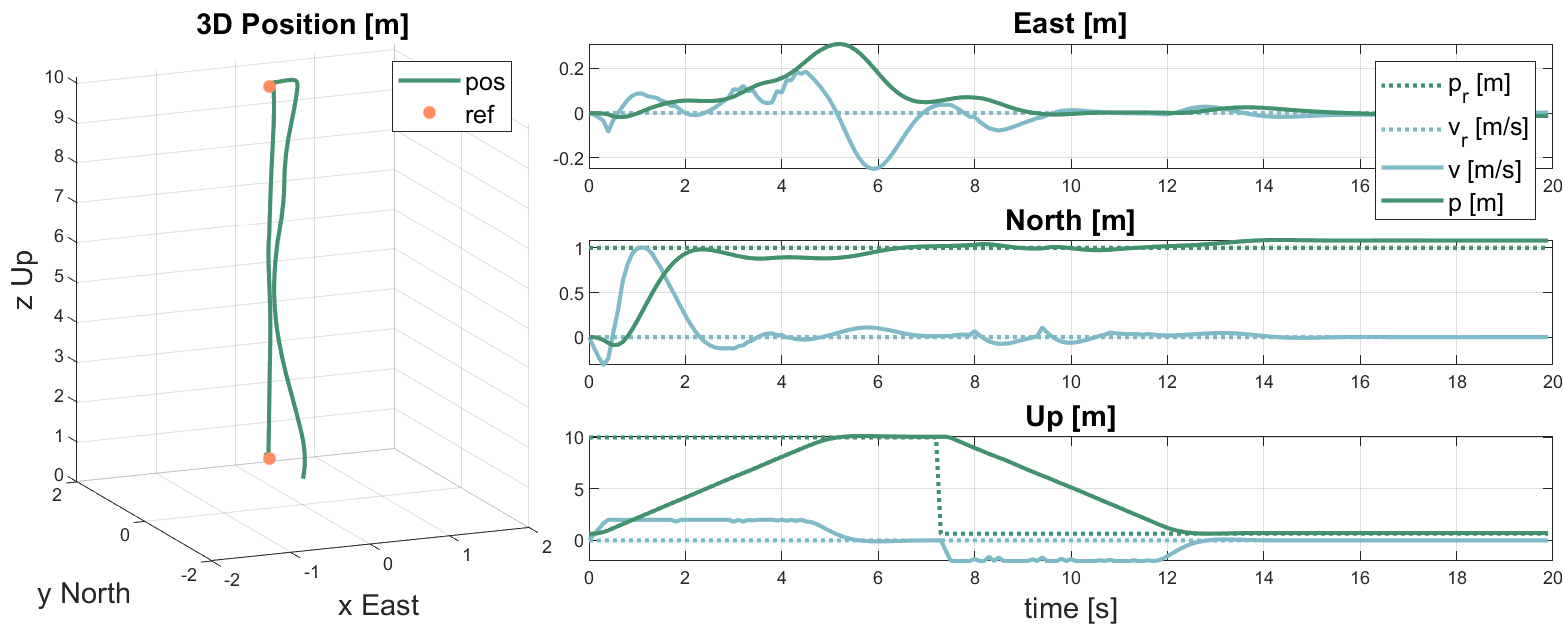 3D Position [m]
10
9
8
7
6
5
4
3
2
1
0
z Up
2
0
-2
y North
-2
-1
0
1
2
x East
pos
ref
East [m]
0.2
0
-0.2
0 2 4 6 8 10 12 14 16 20
p_r [m]
v_r [m/s]
v [m/s]
p [m]
North [m]
1
0.5
0
0 2 4 6 8 10 12 14 16 18 20
Up [m]
10
5
0
0 2 4 6 8 10 12 14 16 18 20
time [s]